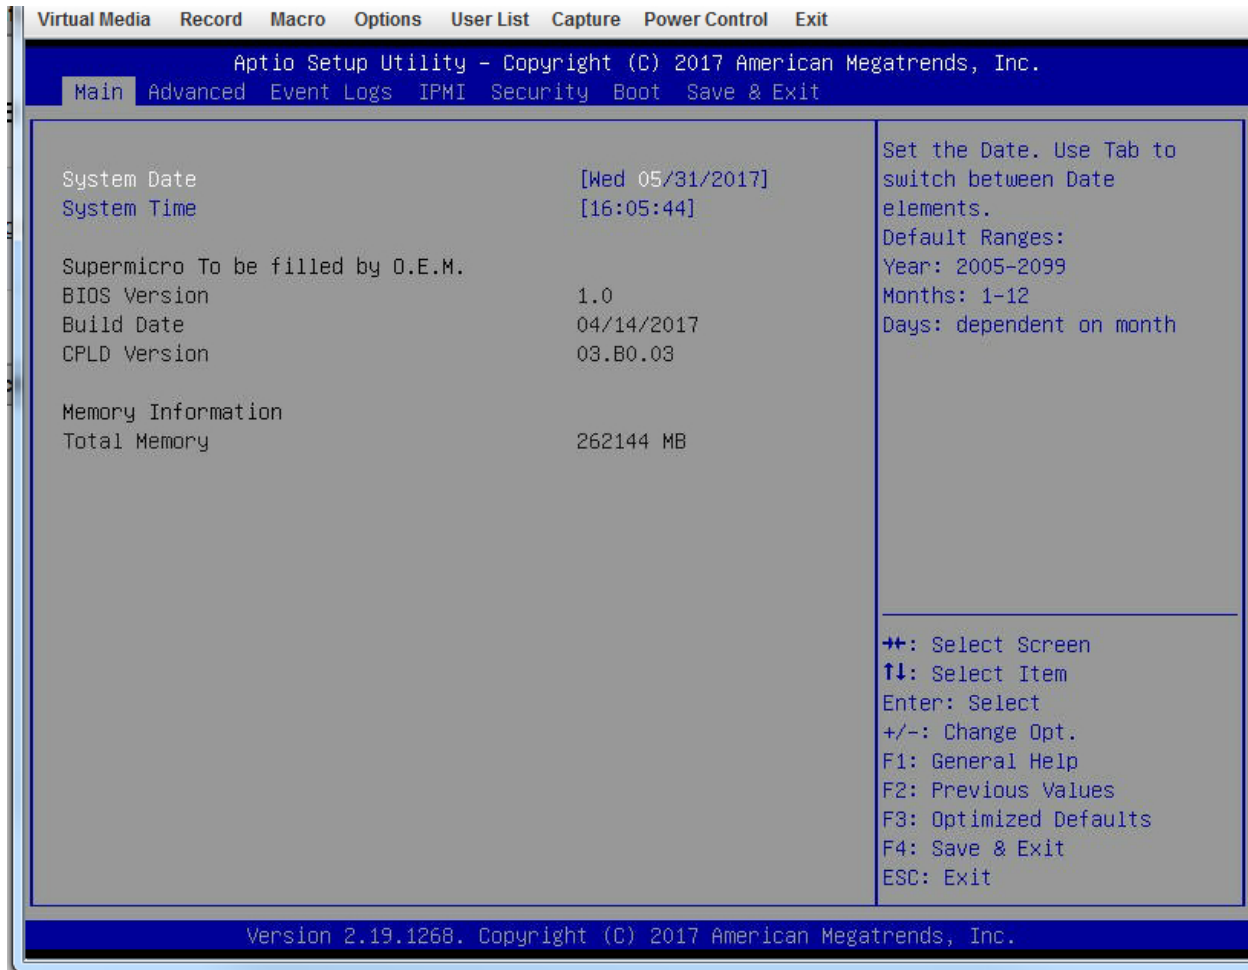 Virtual Media Record Macro Options User List Capture Power Control Exit
Aptio Setup Utility – Copyright (C) 2017 American Megatrends, Inc.
Main Advanced Event Logs IPMI Security Boot Save & Exit
System Date [Wed 05/31/2017]
System Time [16:05:44]
Supermicro To be filled by O.E.M.
BIOS Version 1.0
Build Date 04/14/2017
CPLD Version 03.B0.03
Memory Information
Total Memory 262144 MB
Set the Date. Use Tab to
switch between Date
elements.
Default Ranges:
Year: 2005-2099
Months: 1-12
Days: dependent on month
→←: Select Screen
↑↓: Select Item
Enter: Select
+/-: Change Opt.
F1: General Help
F2: Previous Values
F3: Optimized Defaults
F4: Save & Exit
ESC: Exit
Version 2.19.1268. Copyright (C) 2017 American Megatrends, Inc.